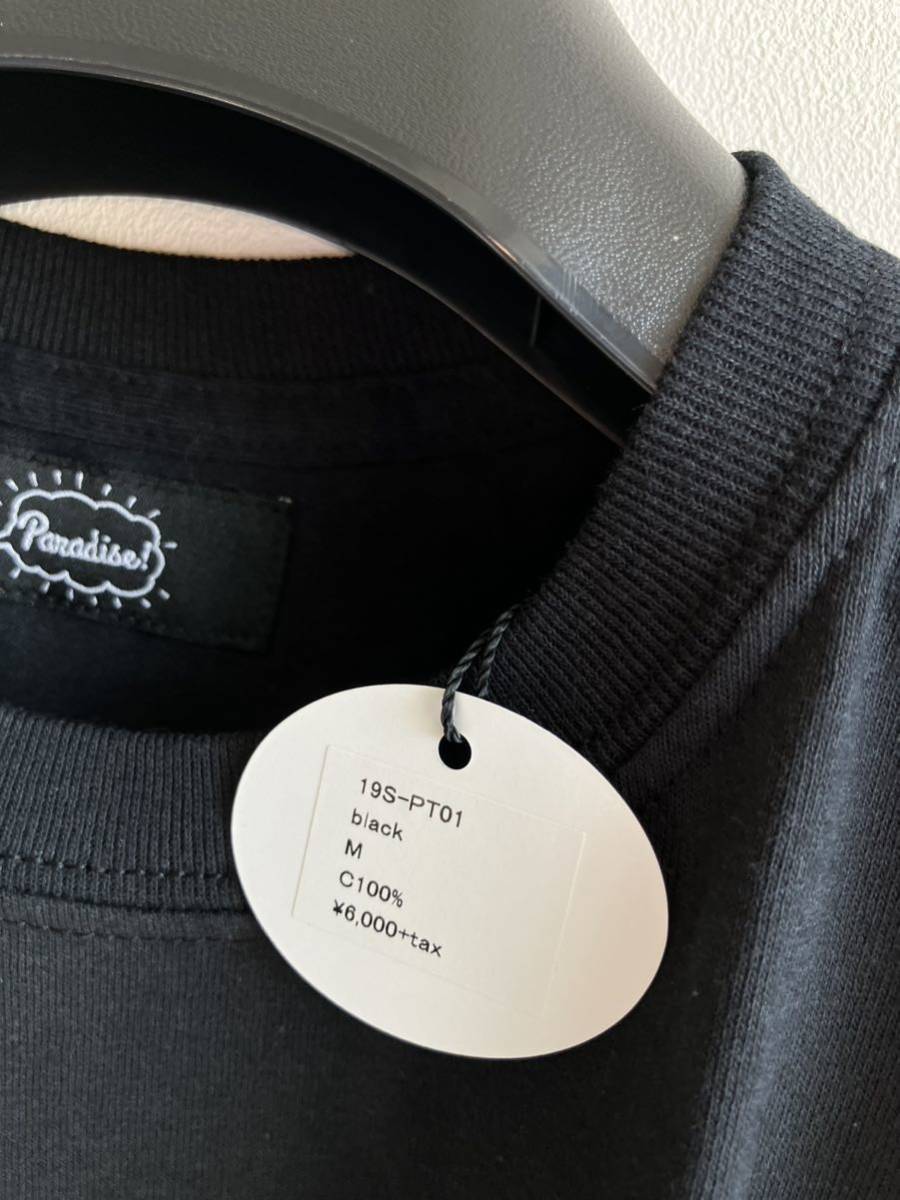 Paradise!
19S-PT01
black
M
C100%
¥6,000+tax